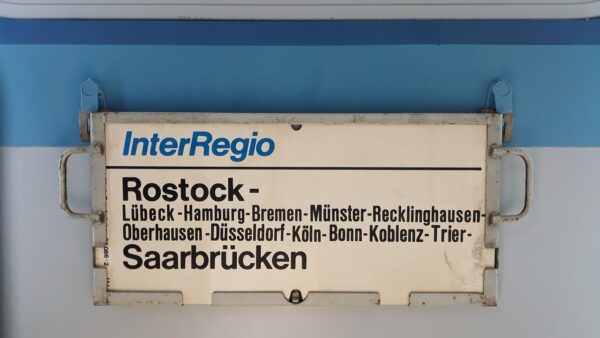 InterRegio
Rostock -
Lübeck-Hamburg-Bremen-Münster-Recklinghausen-
Oberhausen-Düsseldorf-Köln-Bonn-Koblenz-Trier-
Saarbrücken